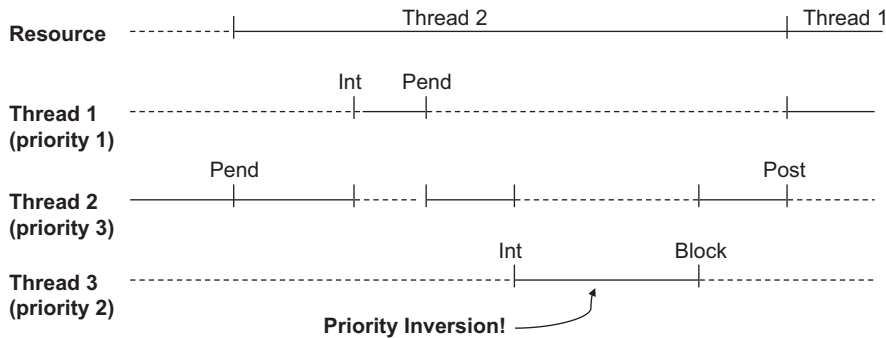 Thread 2
Thread 1
Resource
Int
Pend
Thread 1
(priority 1)
Pend
Post
Thread 2
(priority 3)
Int
Block
Thread 3
(priority 2)
Priority Inversion!